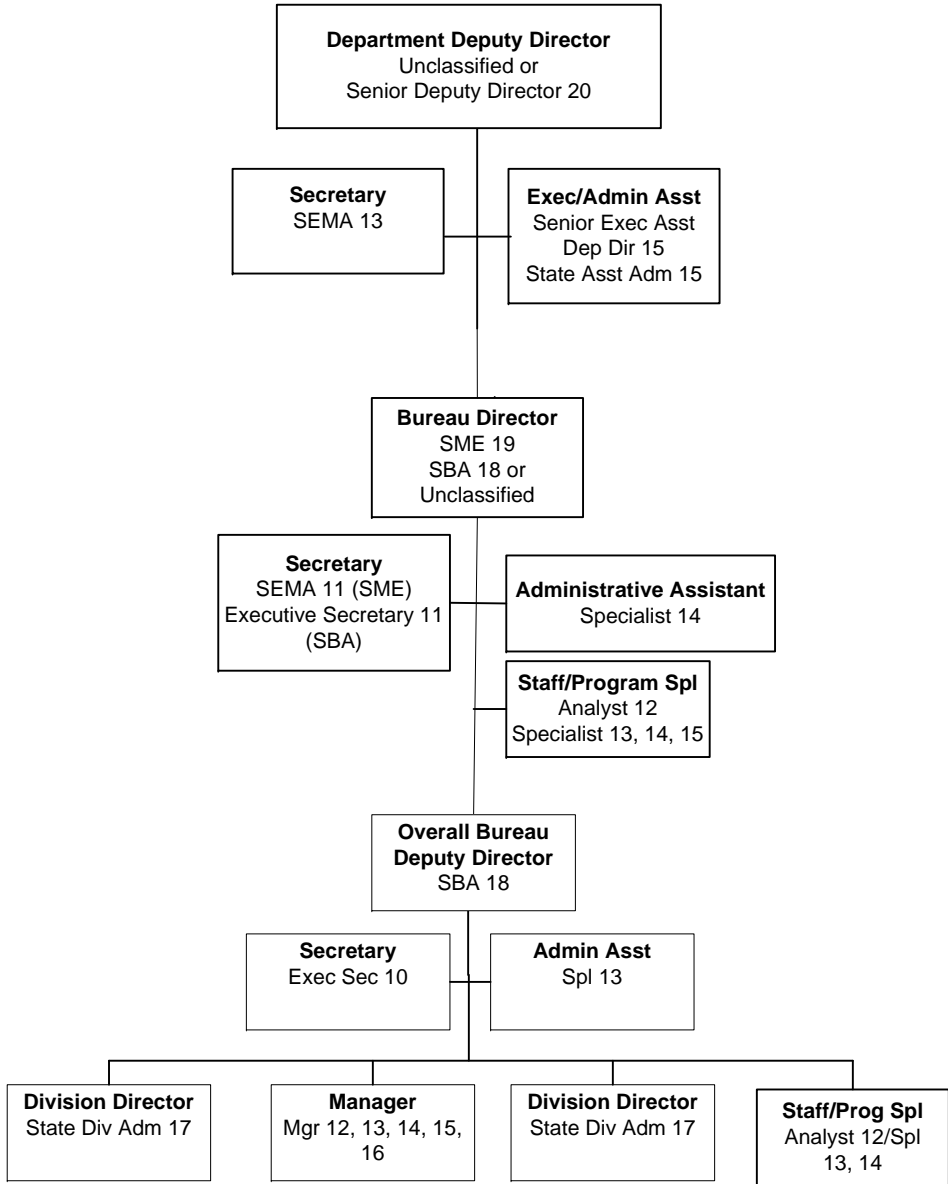 Department Deputy Director
Unclassified or
Senior Deputy Director 20
Secretary
SEMA 13
Exec/Admin Asst
Senior Exec Asst
Dep Dir 15
State Asst Adm 15
Bureau Director
SME 19
SBA 18 or
Unclassified
Secretary
SEMA 11 (SME)
Executive Secretary 11
(SBA)
Administrative Assistant
Specialist 14
Staff/Program Spl
Analyst 12
Specialist 13, 14, 15
Overall Bureau
Deputy Director
SBA 18
Secretary
Exec Sec 10
Admin Asst
Spl 13
Division Director
State Div Adm 17
Manager
Mgr 12, 13, 14, 15,
16
Division Director
State Div Adm 17
Staff/Prog Spl
Analyst 12/Spl
13, 14